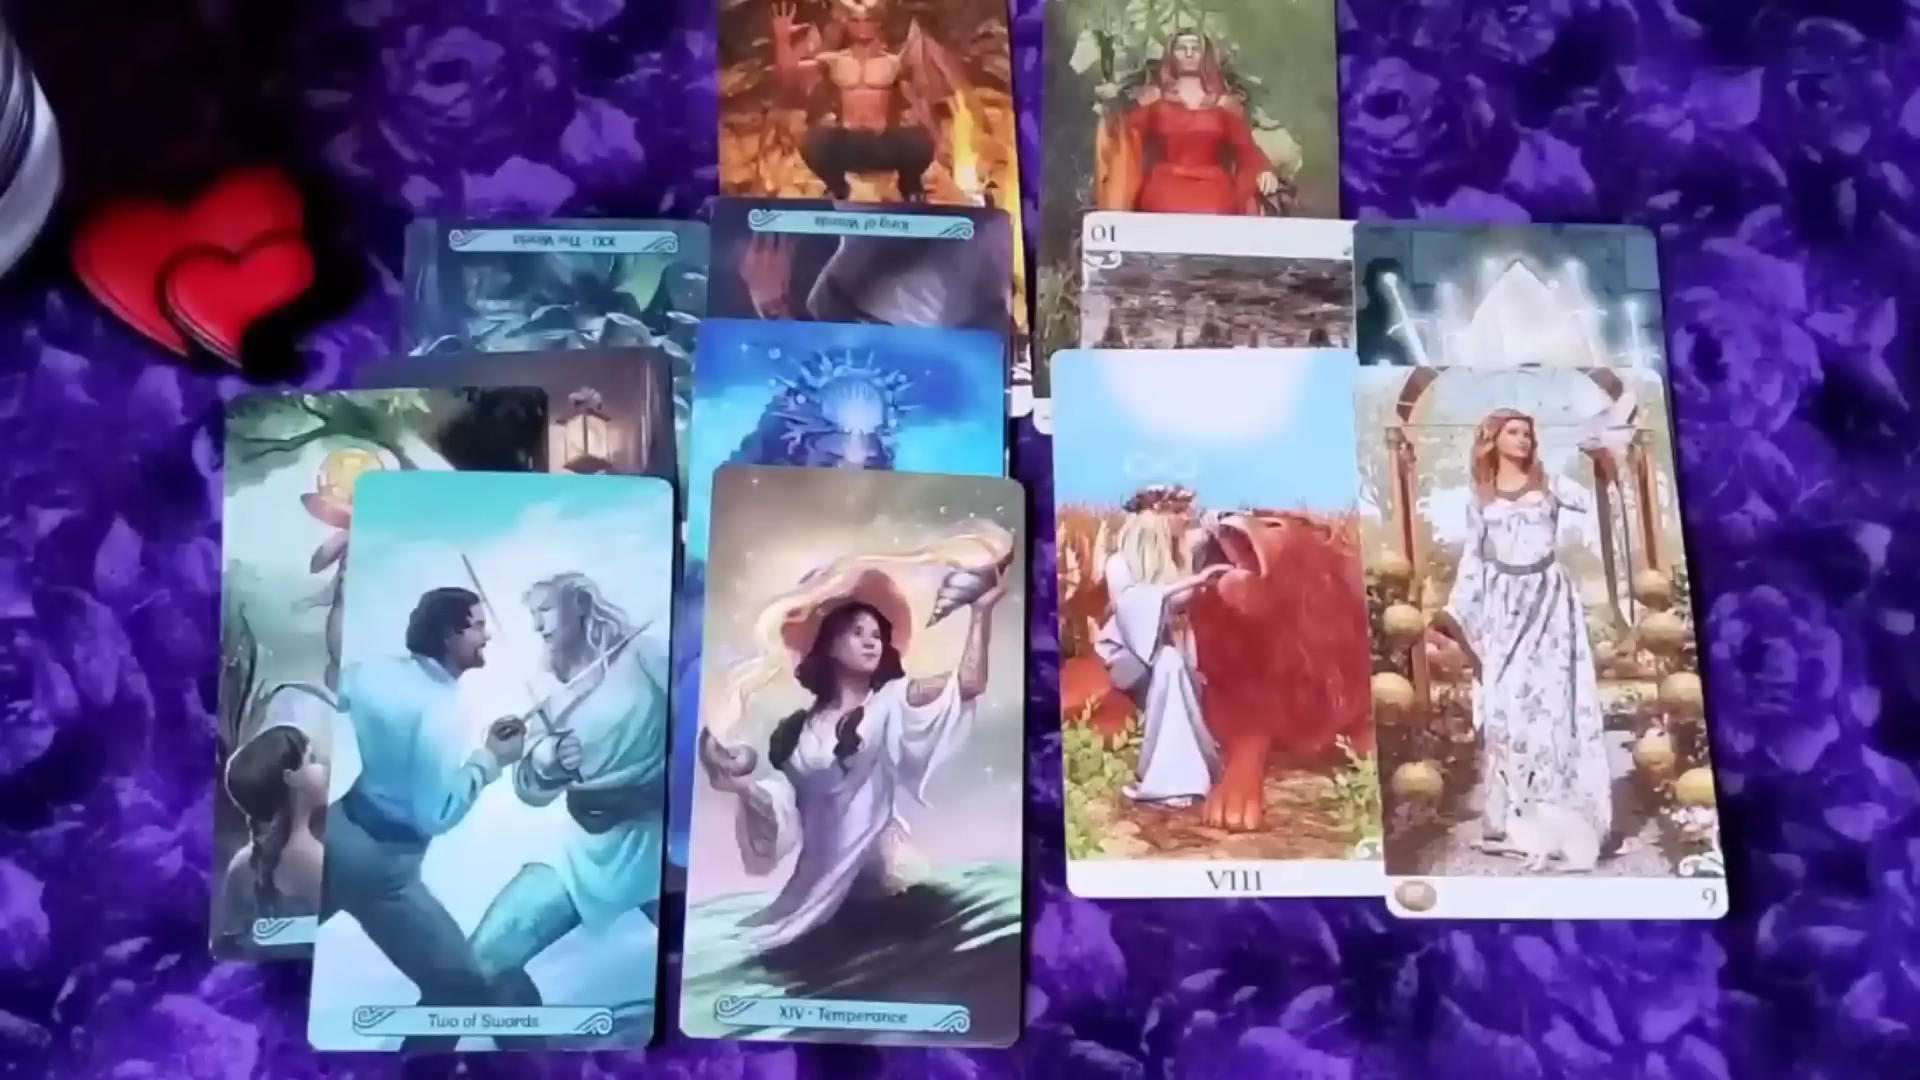 King of Wands
XXI · The World
10
VIII
9
Two of Swords
XIV · Temperance